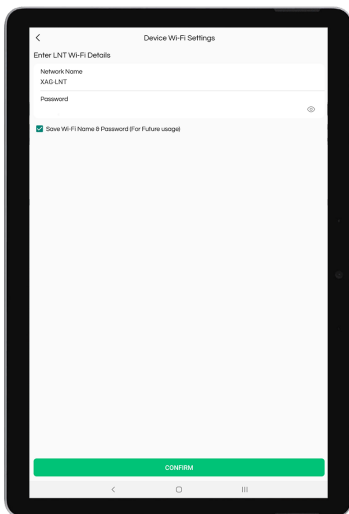 Device Wi-Fi Settings
Enter LNT Wi-Fi Details
Network Name
XAG-LNT
Password
Save Wi-Fi Name & Password (For Future usage)
CONFIRM